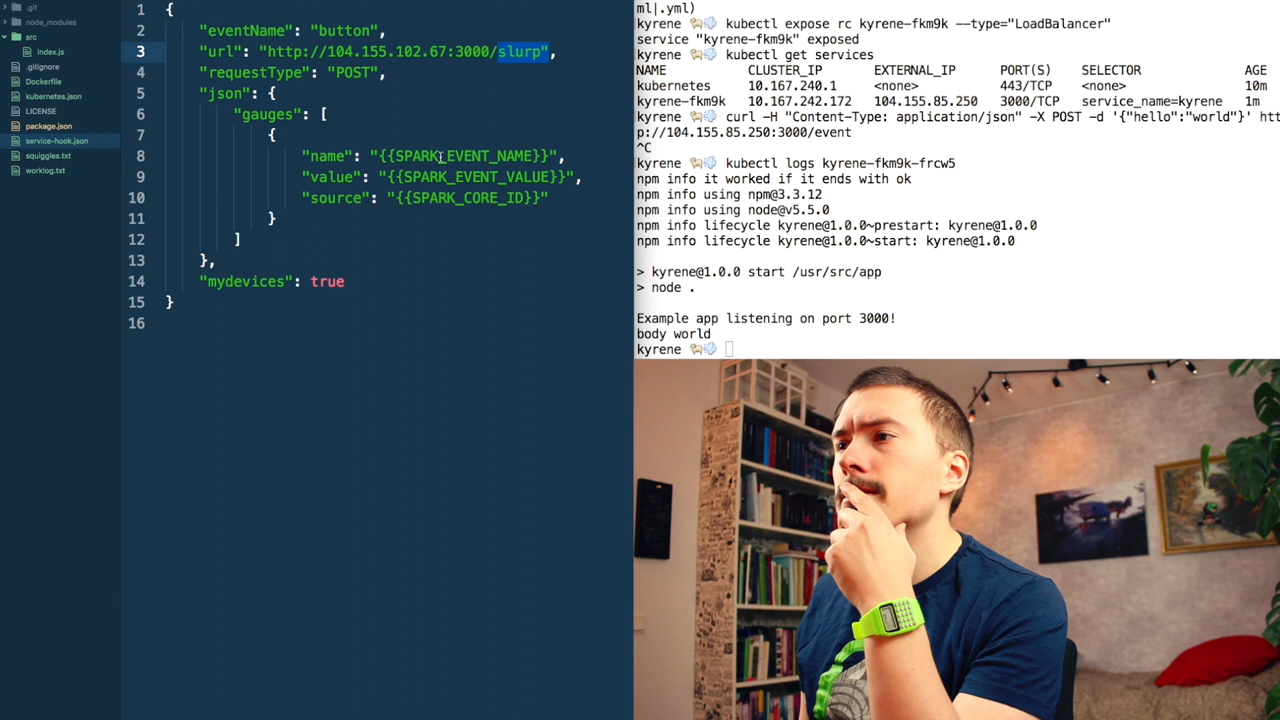 .git
node_modules
src
index.js
.gitignore
Dockerfile
kubernetes.json
LICENSE
package.json
service-hook.json
squiggles.txt
worklog.txt
1 {
2 "eventName": "button",
3 "url": "http://104.155.102.67:3000/slurp",
4 "requestType": "POST",
5 "json": {
6 "gauges": [
7 {
8 "name": "{{SPARK_EVENT_NAME}}",
9 "value": "{{SPARK_EVENT_VALUE}}",
10 "source": "{{SPARK_CORE_ID}}"
11 }
12 ]
13 },
14 "mydevices": true
15 }
16
ml|.yml)
kyrene 🐑💨 kubectl expose rc kyrene-fkm9k --type="LoadBalancer"
service "kyrene-fkm9k" exposed
kyrene 🐑💨 kubectl get services
NAME CLUSTER_IP EXTERNAL_IP PORT(S) SELECTOR AGE
kubernetes 10.167.240.1 <none> 443/TCP <none> 10m
kyrene-fkm9k 10.167.242.172 104.155.85.250 3000/TCP service_name=kyrene 1m
kyrene 🐑💨 curl -H "Content-Type: application/json" -X POST -d '{"hello":"world"}' htt
p://104.155.85.250:3000/event
^C
kyrene 🐑💨 kubectl logs kyrene-fkm9k-frcw5
npm info it worked if it ends with ok
npm info using npm@3.3.12
npm info using node@v5.5.0
npm info lifecycle kyrene@1.0.0~prestart: kyrene@1.0.0
npm info lifecycle kyrene@1.0.0~start: kyrene@1.0.0
> kyrene@1.0.0 start /usr/src/app
> node .
Example app listening on port 3000!
body world
kyrene 🐑💨